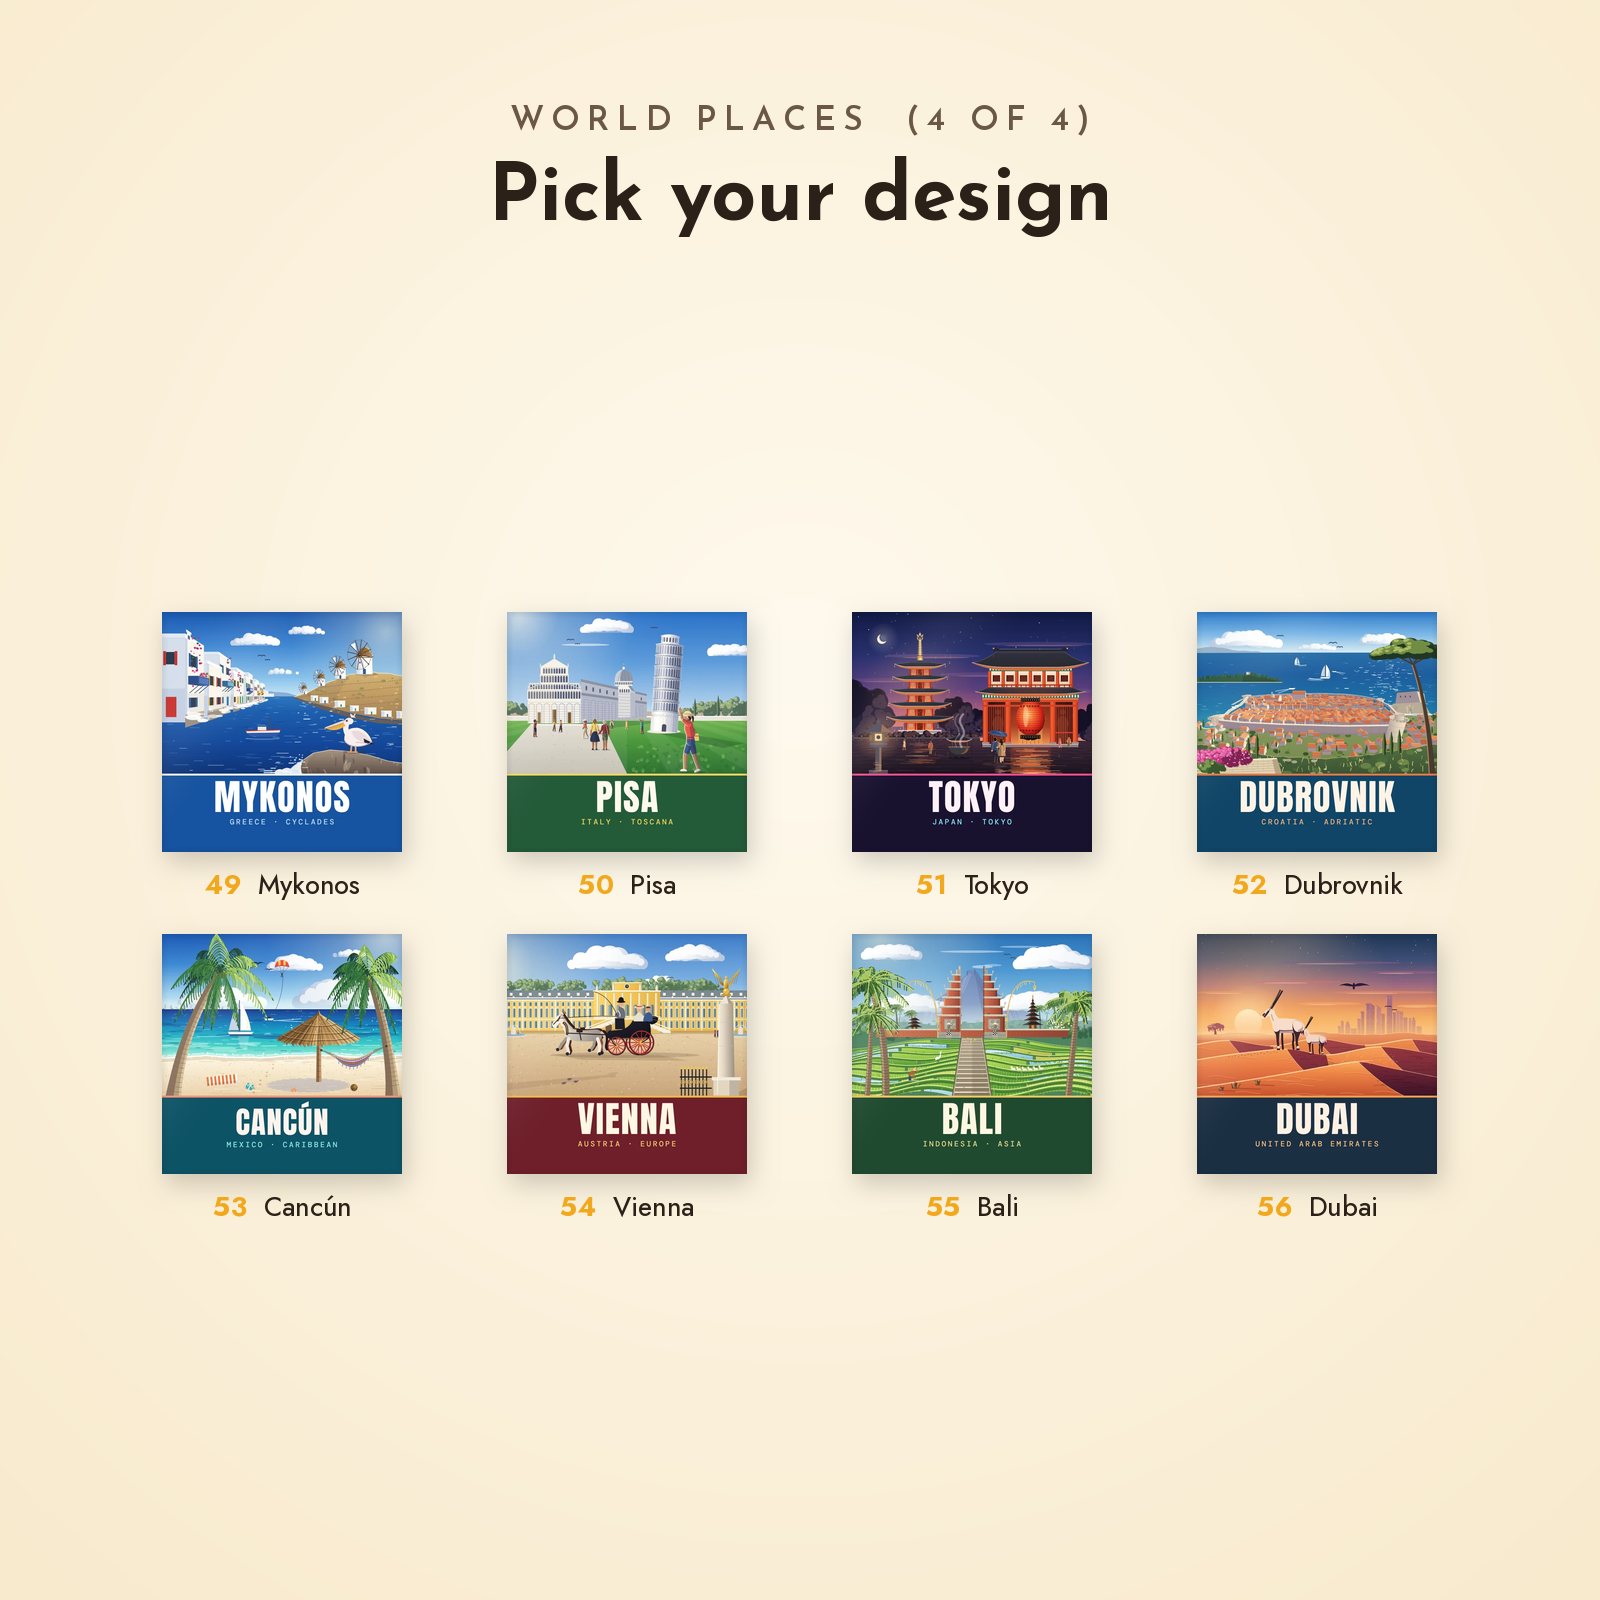 WORLD PLACES (4 OF 4)
Pick your design
MYKONOS
GREECE · CYCLADES
49 Mykonos
PISA
ITALY · TOSCANA
50 Pisa
TOKYO
JAPAN · TOKYO
51 Tokyo
DUBROVNIK
CROATIA · ADRIATIC
52 Dubrovnik
CANCÚN
MEXICO · CARIBBEAN
53 Cancún
VIENNA
AUSTRIA · EUROPE
54 Vienna
BALI
INDONESIA · ASIA
55 Bali
DUBAI
UNITED ARAB EMIRATES
56 Dubai